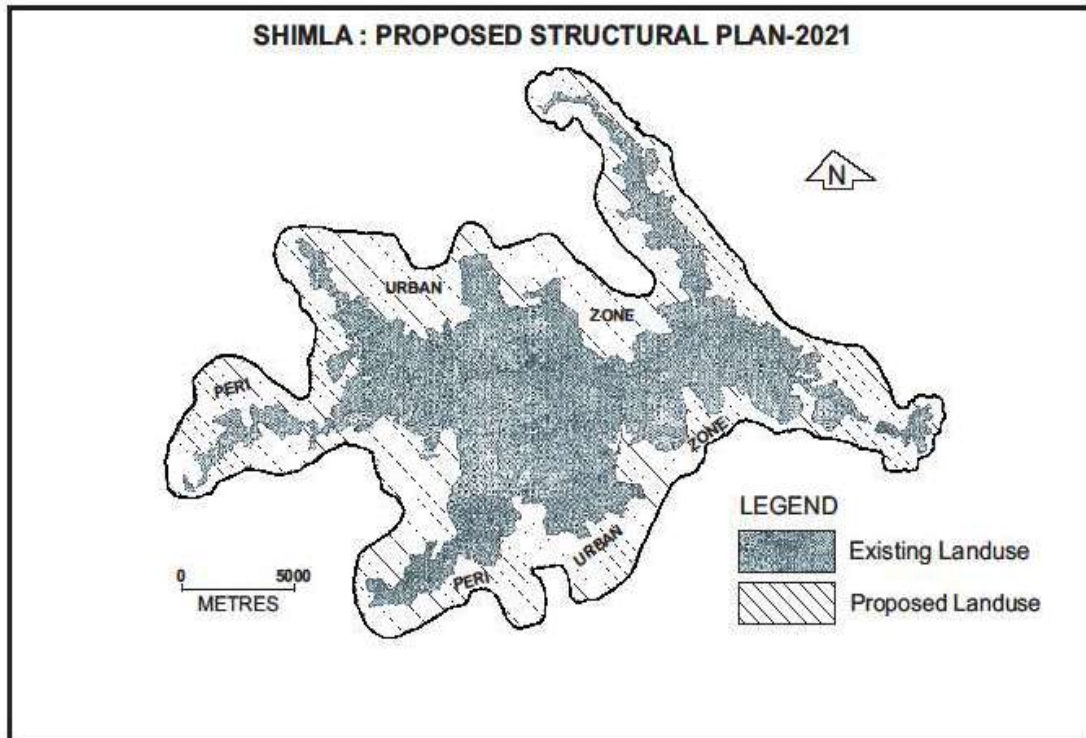 SHIMLA : PROPOSED STRUCTURAL PLAN-2021
N
URBAN
ZONE
PERI
ZONE
URBAN
PERI
0 5000
METRES
LEGEND
Existing Landuse
Proposed Landuse